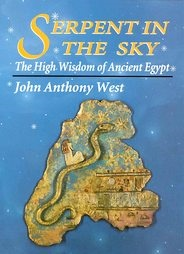 SERPENT IN
THE SKY
The High Wisdom of Ancient Egypt
John Anthony West